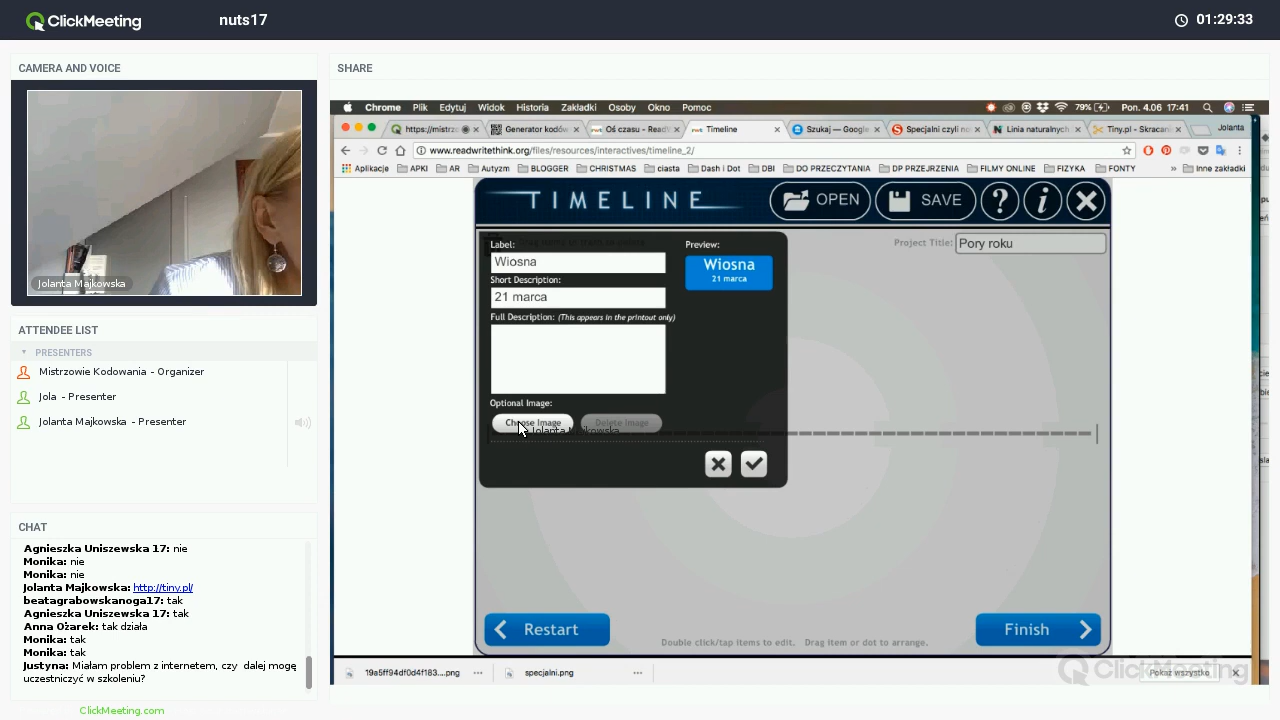 ClickMeeting
nuts17
01:29:33
CAMERA AND VOICE
Jolanta Majkowska
ATTENDEE LIST
PRESENTERS
Mistrzowie Kodowania - Organizer
Jola - Presenter
Jolanta Majkowska - Presenter
CHAT
Agnieszka Uniszewska 17: nie
Monika: nie
Monika: nie
Jolanta Majkowska: http://tiny.pl/
beatagrabowskanoga17: tak
Agnieszka Uniszewska 17: tak
Anna Ożarek: tak działa
Monika: tak
Monika: tak
Justyna: Miałam problem z internetem, czy dalej mogę
uczestniczyć w szkoleniu?
ClickMeeting.com
SHARE
Chrome Plik Edytuj Widok Historia Zakładki Osoby Okno Pomoc
79% Pon. 4.06 17:41
https://mistrz
Generator kodów
Oś czasu - Read
Timeline
Szukaj — Google
Specjalni czyli no
Linia naturalnych
Tiny.pl - Skracani
Jolanta
www.readwritethink.org/files/resources/interactives/timeline_2/
Aplikacje APKI AR Autyzm BLOGGER CHRISTMAS ciasta Dash i Dot DBI DO PRZECZYTANIA DP PRZEJRZENIA FILMY ONLINE FIZYKA FONTY » Inne zakładki
TIMELINE
OPEN
SAVE
Project Title: Pory roku
Label:
Wiosna
Short Description:
21 marca
Full Description: (This appears in the printout only)
Optional Image:
Choose Image
Delete Image
Jolanta Majkowska
Preview:
Wiosna
21 marca
Restart
Double click/tap items to edit. Drag item or dot to arrange.
Finish
19a5ff94df0d4f183....png
specjalni.png
Pokaż wszystko
ClickMeeting